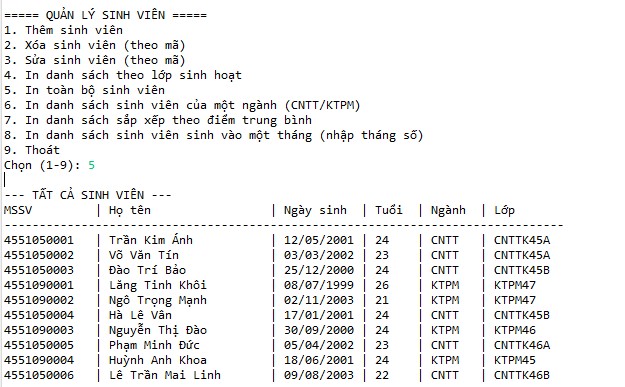 ===== QUẢN LÝ SINH VIÊN =====
1. Thêm sinh viên
2. Xóa sinh viên (theo mã)
3. Sửa sinh viên (theo mã)
4. In danh sách theo lớp sinh hoạt
5. In toàn bộ sinh viên
6. In danh sách sinh viên của một ngành (CNTT/KTPM)
7. In danh sách sắp xếp theo điểm trung bình
8. In danh sách sinh viên sinh vào một tháng (nhập tháng số)
9. Thoát
Chọn (1-9): 5
--- TẤT CẢ SINH VIÊN ---
MSSV | Họ tên | Ngày sinh | Tuổi | Ngành | Lớp
--------------------------------------------------------------------------------
4551050001 | Trần Kim Ánh | 12/05/2001 | 24 | CNTT | CNTTK45A
4551050002 | Võ Văn Tín | 03/03/2002 | 23 | CNTT | CNTTK45A
4551050003 | Đào Trí Bảo | 25/12/2000 | 24 | CNTT | CNTTK45B
4551090001 | Lăng Tinh Khôi | 08/07/1999 | 26 | KTPM | KTPM47
4551090002 | Ngô Trọng Mạnh | 02/11/2003 | 21 | KTPM | KTPM47
4551050004 | Hà Lê Vân | 17/01/2001 | 24 | CNTT | CNTTK45B
4551090003 | Nguyễn Thị Đào | 30/09/2000 | 24 | KTPM | KTPM46
4551050005 | Phạm Minh Đức | 05/04/2002 | 23 | CNTT | CNTTK46A
4551090004 | Huỳnh Anh Khoa | 18/06/2001 | 24 | KTPM | KTPM45
4551050006 | Lê Trần Mai Linh | 09/08/2003 | 22 | CNTT | CNTTK46B